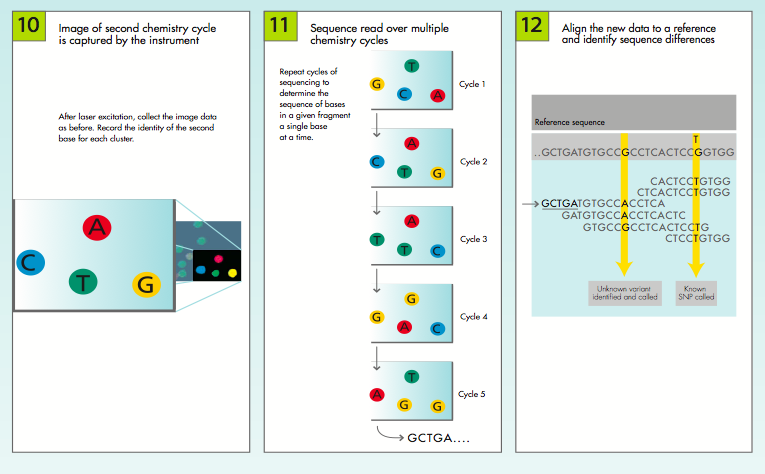 10
Image of second chemistry cycle
is captured by the instrument
After laser excitation, collect the image data
as before. Record the identity of the second
base for each cluster.
A
C
T
G
11
Sequence read over multiple
chemistry cycles
Repeat cycles of
sequencing to
determine the
sequence of bases
in a given fragment
a single base
at a time.
T
G
C
A
Cycle 1
A
C
T
G
Cycle 2
A
T
T
C
Cycle 3
G
G
A
C
Cycle 4
T
A
G
G
Cycle 5
GCTGA....
12
Align the new data to a reference
and identify sequence differences
Reference sequence
T
..GCTGATGTGCCGCCTCACTCCGGTGG
CACTCCTGTGG
CTCACTCCTGTGG
GCTGATGTGCCACCTCA
GATGTGCCACCTCACTC
GTGCCGCCTCACTCCTG
CTCCTGTGG
Unknown variant
identified and called
Known
SNP called